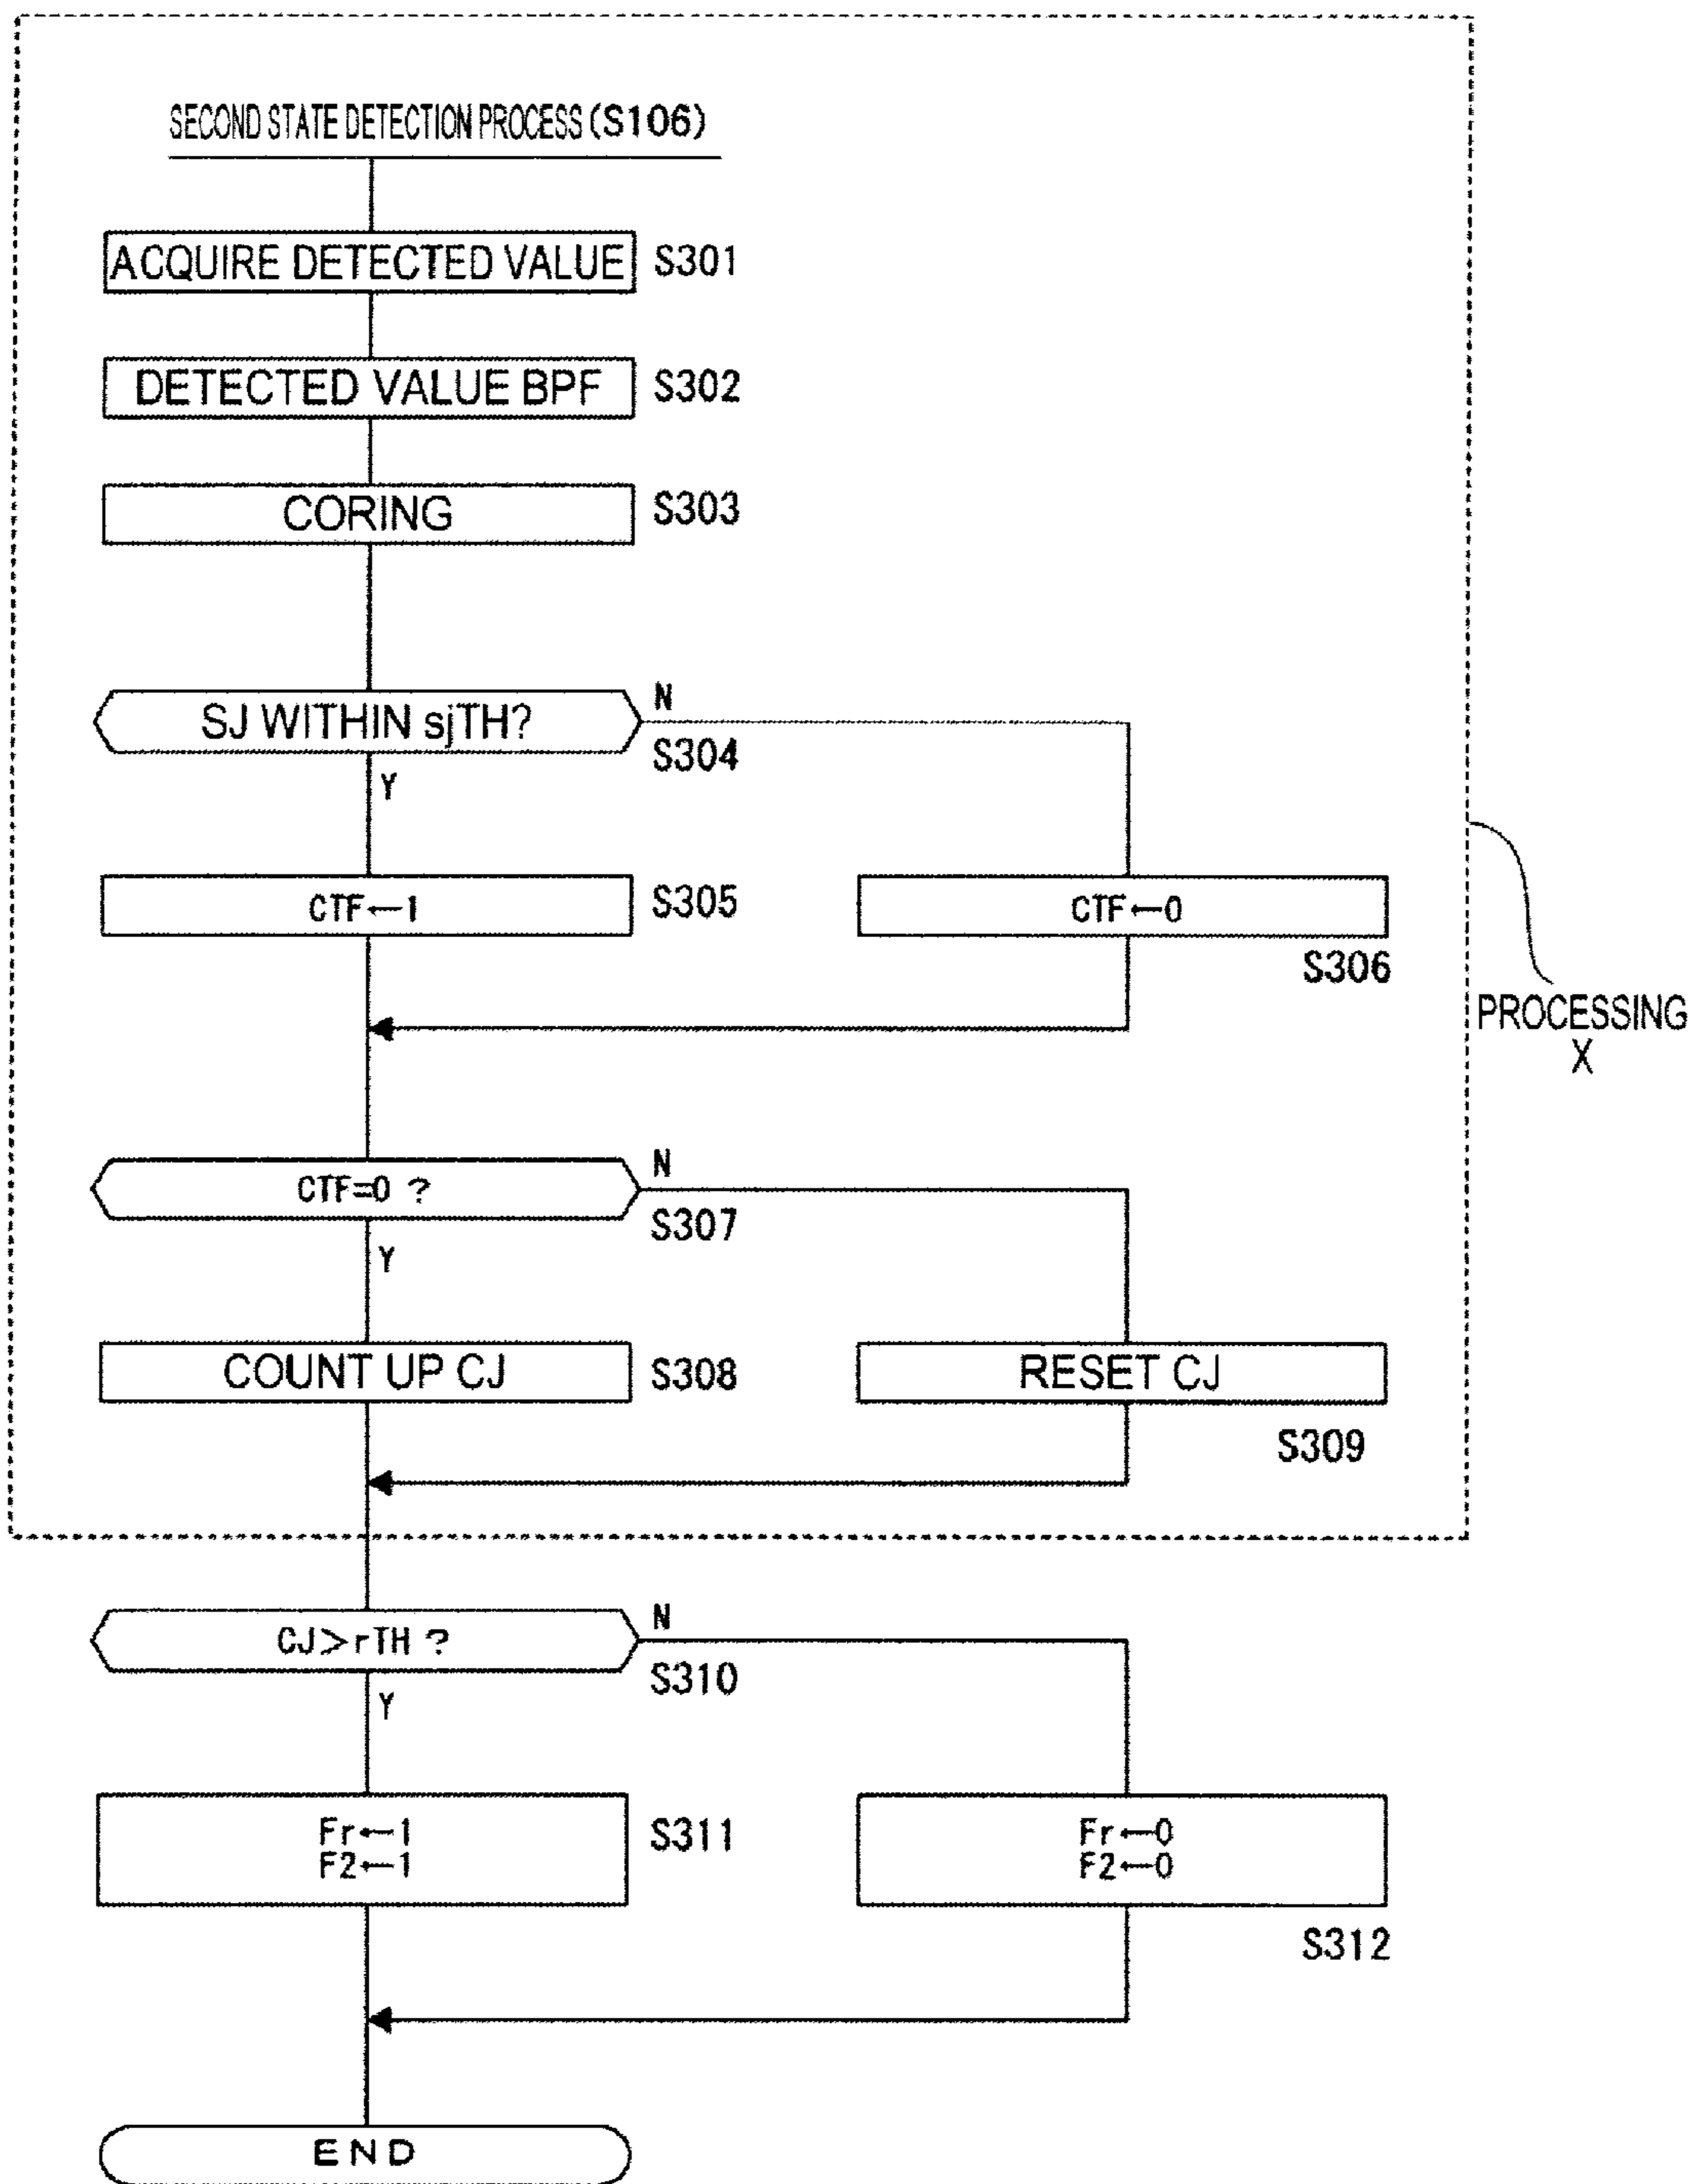 SECOND STATE DETECTION PROCESS (S106)
ACQUIRE DETECTED VALUE S301
DETECTED VALUE BPF S302
CORING S303
SJ WITHIN sjTH? N
S304
Y
CTF←1 S305
CTF←0
S306
PROCESSING
X
CTF=0 ? N
S307
Y
COUNT UP CJ S308
RESET CJ
S309
CJ>rTH ? N
S310
Y
Fr←1
F2←1
S311
Fr←0
F2←0
S312
END